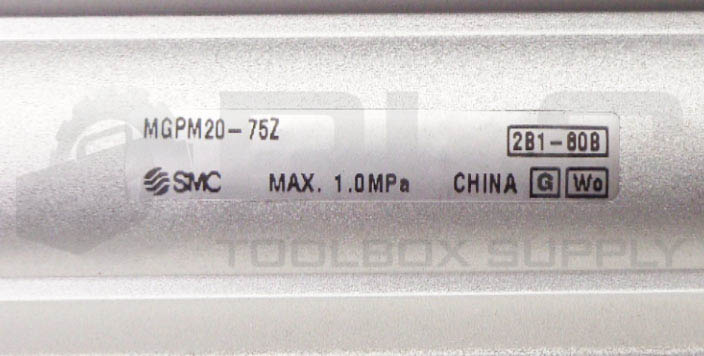 MGPM20-75Z
2B1-80B
SMC MAX. 1.0MPa CHINA G Wo
TOOLBOX SUPPLY